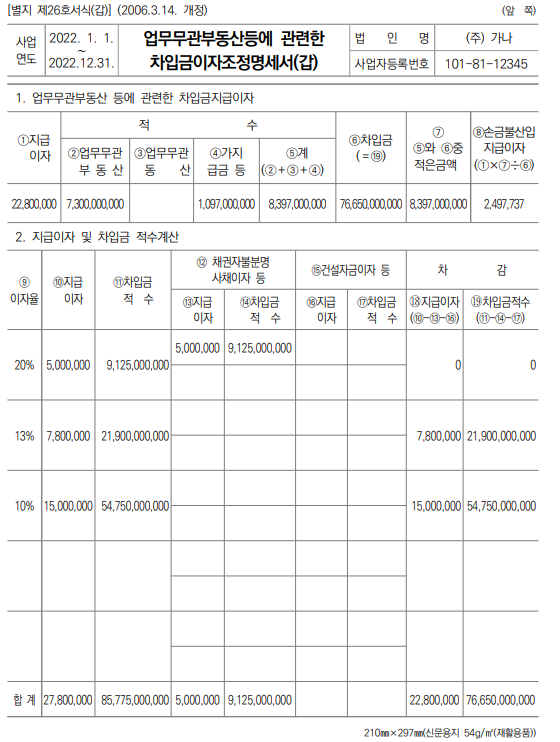 [별지 제26호서식(갑)] (2006.3.14. 개정) (앞 쪽)
사업 연도 2022. 1. 1. ~ 2022.12.31. 업무무관부동산등에 관련한 차입금이자조정명세서(갑) 법 인 명 (주) 가나
사업자등록번호 101-81-12345
1. 업무무관부동산 등에 관련한 차입금지급이자
①지급 이자 적 수 ⑥차입금 (=⑲) ⑦ ⑤와 ⑥중 적은금액 ⑧손금불산입 지급이자 (①×⑦÷⑥)
②업무무관 부 동 산 ③업무무관 동 산 ④가지 급금 등 ⑤계 (②+③+④)
22,800,000 7,300,000,000 1,097,000,000 8,397,000,000 76,650,000,000 8,397,000,000 2,497,737
2. 지급이자 및 차입금 적수계산
⑨ 이자율 ⑩지급 이자 ⑪차입금 적 수 ⑫ 채권자불분명 사채이자 등 ⑮건설자금이자 등 차 감
⑬지급 이자 ⑭차입금 적 수 ⑯지급 이자 ⑰차입금 적 수 ⑱지급이자 (⑩-⑬-⑯) ⑲차입금적수 (⑪-⑭-⑰)
20% 5,000,000 9,125,000,000 5,000,000 9,125,000,000 0 0
13% 7,800,000 21,900,000,000 7,800,000 21,900,000,000
10% 15,000,000 54,750,000,000 15,000,000 54,750,000,000
합 계 27,800,000 85,775,000,000 5,000,000 9,125,000,000 22,800,000 76,650,000,000
210㎜×297㎜(신문용지 54g/㎡(재활용품))